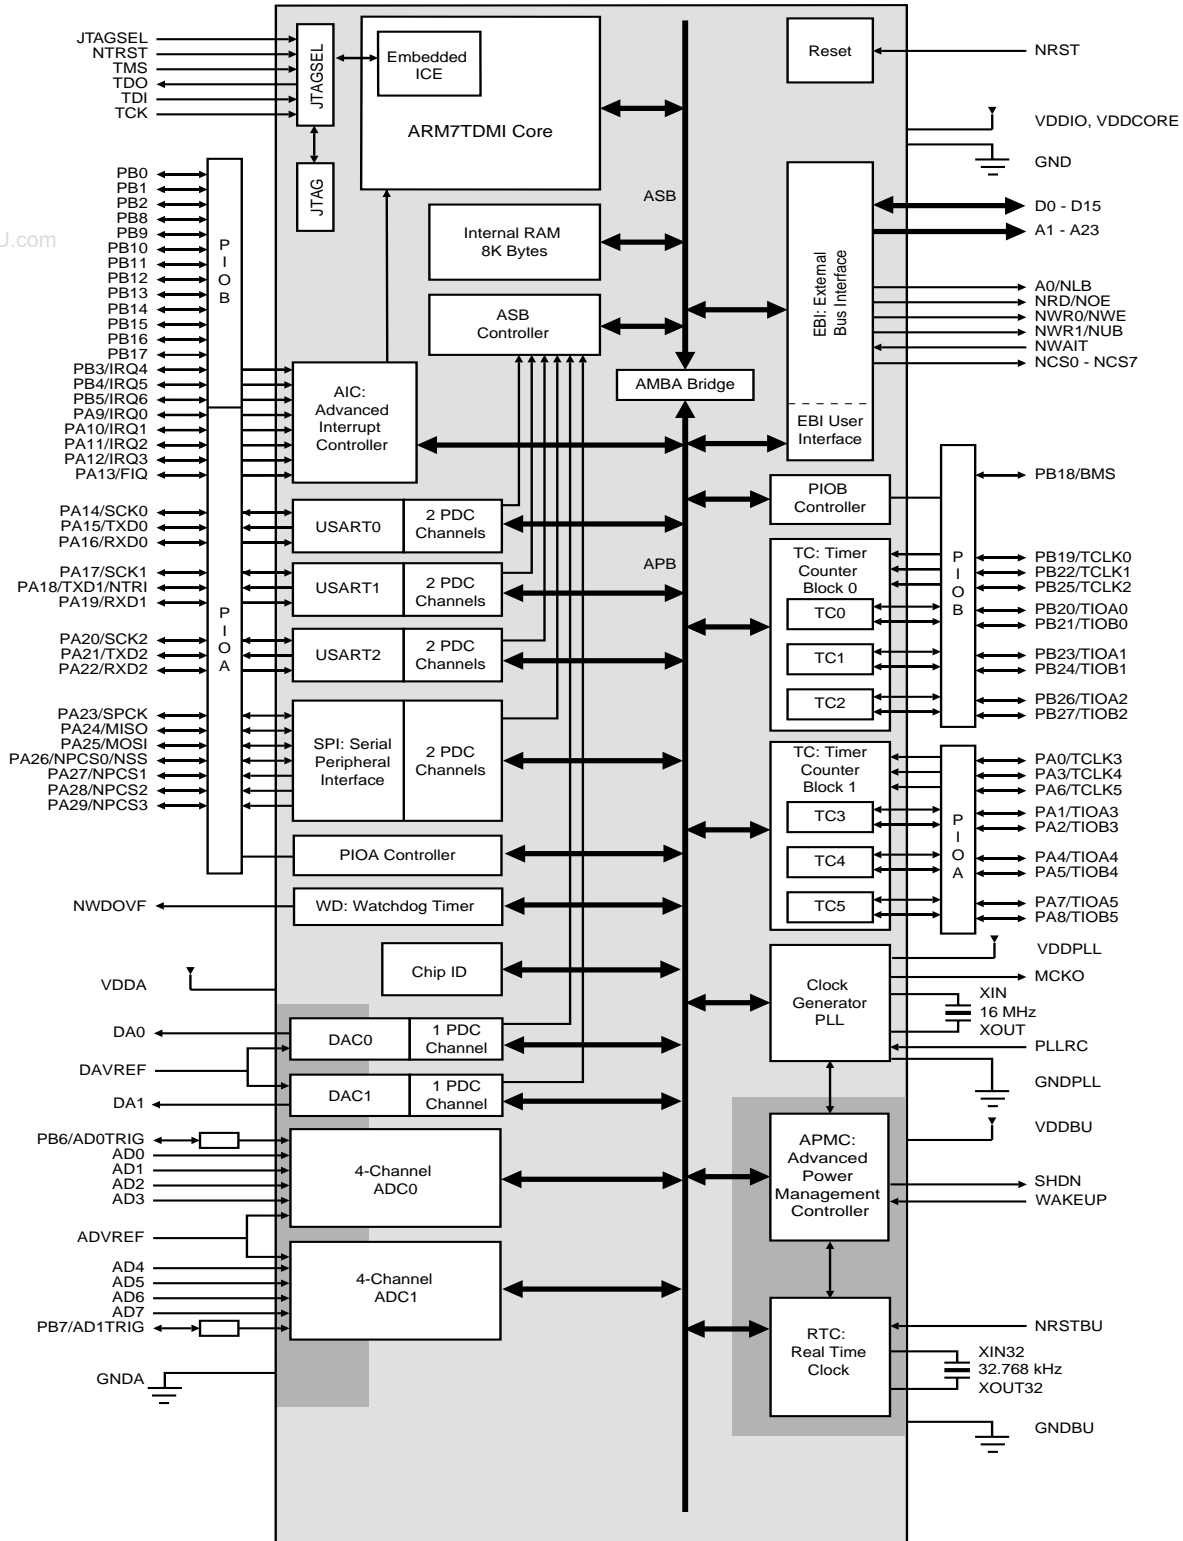 JTAGSEL
NTRST
TMS
TDO
TDI
TCK
JTAGSEL
Embedded
ICE
ARM7TDMI Core
JTAG
Reset
NRST
VDDIO, VDDCORE
GND
ASB
PB0
PB1
PB2
PB8
PB9
PB10
PB11
PB12
PB13
PB14
PB15
PB16
PB17
PB3/IRQ4
PB4/IRQ5
PB5/IRQ6
PA9/IRQ0
PA10/IRQ1
PA11/IRQ2
PA12/IRQ3
PA13/FIQ
U.com
P
I
O
B
Internal RAM
8K Bytes
ASB
Controller
EBI: External
Bus Interface
D0 - D15
A1 - A23
A0/NLB
NRD/NOE
NWR0/NWE
NWR1/NUB
NWAIT
NCS0 - NCS7
AMBA Bridge
EBI User
Interface
AIC:
Advanced
Interrupt
Controller
PIOB
Controller
PB18/BMS
PA14/SCK0
PA15/TXD0
PA16/RXD0
USART0
2 PDC
Channels
PA17/SCK1
PA18/TXD1/NTRI
PA19/RXD1
USART1
2 PDC
Channels
APB
PA20/SCK2
PA21/TXD2
PA22/RXD2
USART2
2 PDC
Channels
P
I
O
A
TC: Timer
Counter
Block 0
TC0
TC1
TC2
P
I
O
B
PB19/TCLK0
PB22/TCLK1
PB25/TCLK2
PB20/TIOA0
PB21/TIOB0
PB23/TIOA1
PB24/TIOB1
PB26/TIOA2
PB27/TIOB2
PA23/SPCK
PA24/MISO
PA25/MOSI
PA26/NPCS0/NSS
PA27/NPCS1
PA28/NPCS2
PA29/NPCS3
SPI: Serial
Peripheral
Interface
2 PDC
Channels
TC: Timer
Counter
Block 1
TC3
TC4
TC5
P
I
O
A
PA0/TCLK3
PA3/TCLK4
PA6/TCLK5
PA1/TIOA3
PA2/TIOB3
PA4/TIOA4
PA5/TIOB4
PA7/TIOA5
PA8/TIOB5
PIOA Controller
NWDOVF
WD: Watchdog Timer
Chip ID
VDDA
Clock
Generator
PLL
VDDPLL
MCKO
XIN
16 MHz
XOUT
PLLRC
GNDPLL
DA0
DAVREF
DA1
DAC0
1 PDC
Channel
DAC1
1 PDC
Channel
PB6/AD0TRIG
AD0
AD1
AD2
AD3
4-Channel
ADC0
ADVREF
AD4
AD5
AD6
AD7
PB7/AD1TRIG
4-Channel
ADC1
GNDA
VDDBU
APMC:
Advanced
Power
Management
Controller
SHDN
WAKEUP
RTC:
Real Time
Clock
NRSTBU
XIN32
32.768 kHz
XOUT32
GNDBU